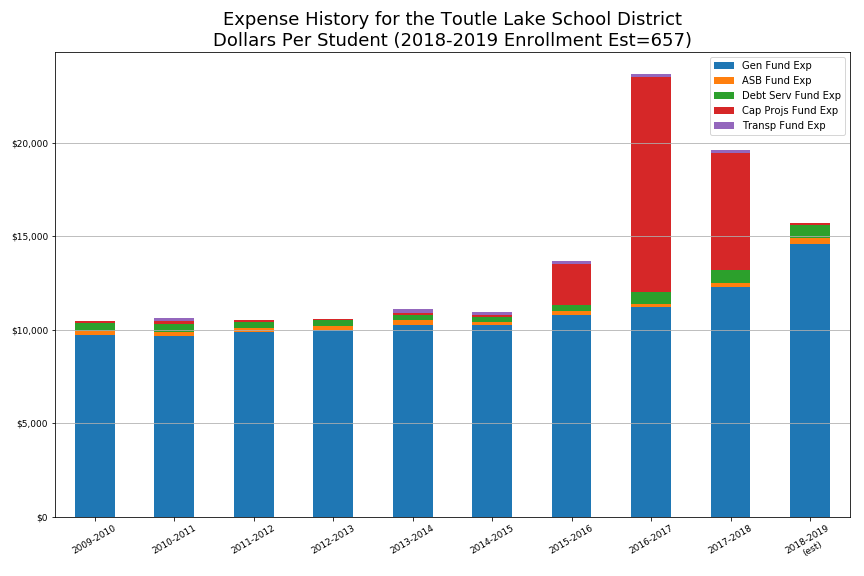 Expense History for the Toutle Lake School District
Dollars Per Student (2018-2019 Enrollment Est=657)
Gen Fund Exp
ASB Fund Exp
Debt Serv Fund Exp
Cap Projs Fund Exp
Transp Fund Exp
$20,000
$15,000
$10,000
$5,000
$0
2009-2010
2010-2011
2011-2012
2012-2013
2013-2014
2014-2015
2015-2016
2016-2017
2017-2018
2018-2019
(est)